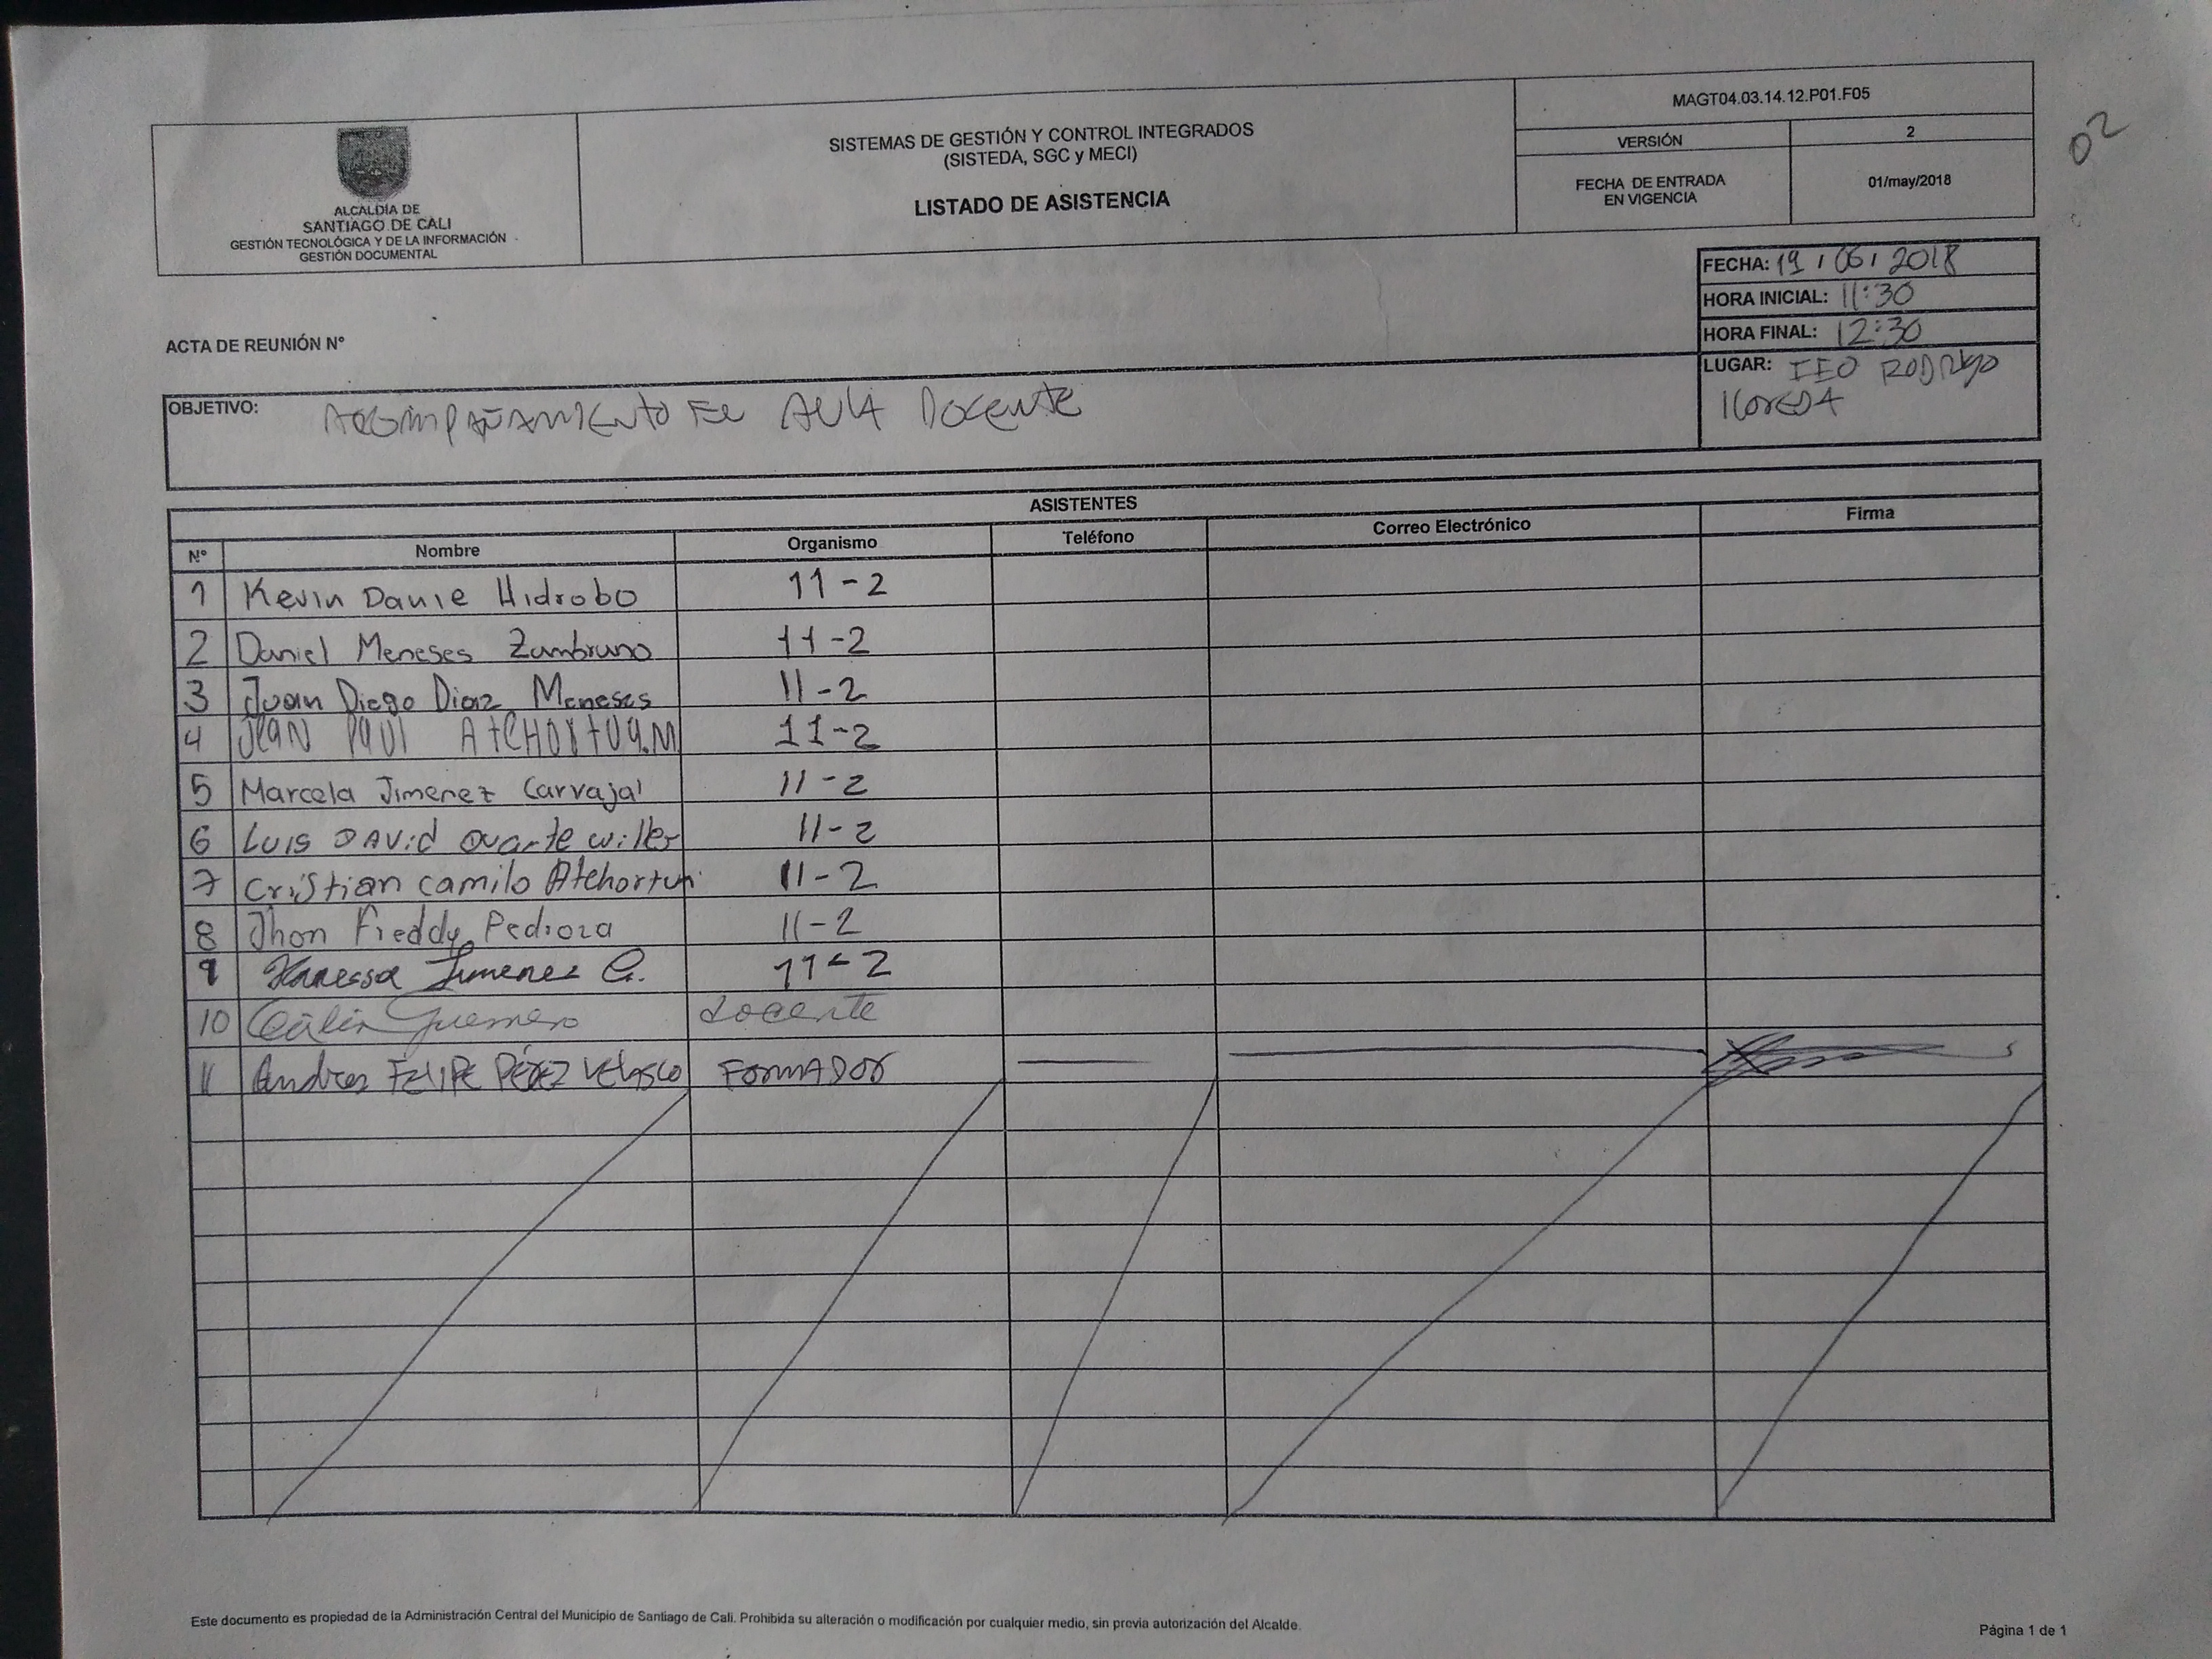 MAGT04.03.14.12.P01.F05
SISTEMAS DE GESTIÓN Y CONTROL INTEGRADOS
(SISTEDA, SGC y MECI)
LISTADO DE ASISTENCIA
VERSIÓN 2
FECHA DE ENTRADA
EN VIGENCIA
01/may/2018
02
ALCALDÍA DE
SANTIAGO DE CALI
GESTIÓN TECNOLÓGICA Y DE LA INFORMACIÓN
GESTIÓN DOCUMENTAL
FECHA: 19 / 06 / 2018
HORA INICIAL: 11:30
HORA FINAL: 12:30
ACTA DE REUNIÓN N°
LUGAR: IEO RODRIGO
LLOREDA
OBJETIVO: ACOMPAÑAMIENTO EN AULA DOCENTE
ASISTENTES
N° Nombre Organismo Teléfono Correo Electrónico Firma
1 Kevin Danie Hidrobo 11-2
2 Daniel Meneses Zambrano 11-2
3 Juan Diego Diaz Meneses 11-2
4 JEAN PAUl AtEHORtUA.M 11-2
5 Marcela Jimenez Carvajal 11-2
6 LUIS DAVid Duarte 11-2
7 Cristian camilo Atehortua 11-2
8 Jhon Freddy Pedroza 11-2
9 Vanessa Jimenez C. 11-2
10 Guerrero docente
11 Andres FELIPE PÉREZ VELASCO FORMADOR
Este documento es propiedad de la Administración Central del Municipio de Santiago de Cali. Prohibida su alteración o modificación por cualquier medio, sin previa autorización del Alcalde.
Página 1 de 1